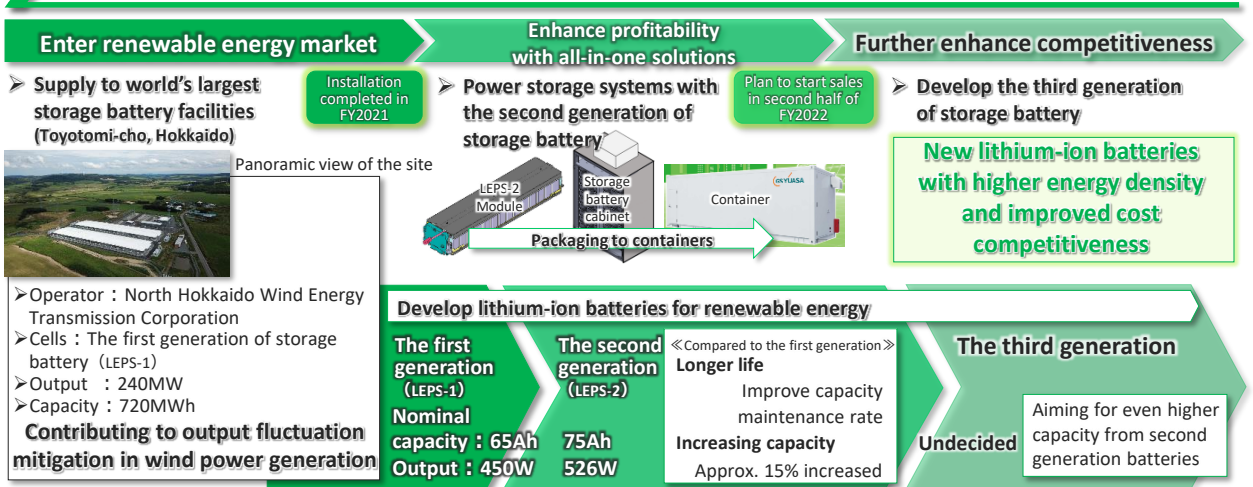 Enter renewable energy market
Enhance profitability
with all-in-one solutions
Further enhance competitiveness
➢ Supply to world's largest
storage battery facilities
(Toyotomi-cho, Hokkaido)
Installation
completed in
FY2021
Panoramic view of the site
➢Operator：North Hokkaido Wind Energy
Transmission Corporation
➢Cells：The first generation of storage
battery（LEPS-1）
➢Output ：240MW
➢Capacity：720MWh
Contributing to output fluctuation
mitigation in wind power generation
➢ Power storage systems with
the second generation of
storage battery
Plan to start sales
in second half of
FY2022
LEPS-2
Module
Storage
battery
cabinet
GSYUASA
Container
Packaging to containers
➢ Develop the third generation
of storage battery
New lithium-ion batteries
with higher energy density
and improved cost
competitiveness
Develop lithium-ion batteries for renewable energy
The first
generation
（LEPS-1）
Nominal
capacity：65Ah
Output：450W
The second
generation
（LEPS-2）
75Ah
526W
≪Compared to the first generation≫
Longer life
Improve capacity
maintenance rate
Increasing capacity
Approx. 15% increased
The third generation
Undecided
Aiming for even higher
capacity from second
generation batteries